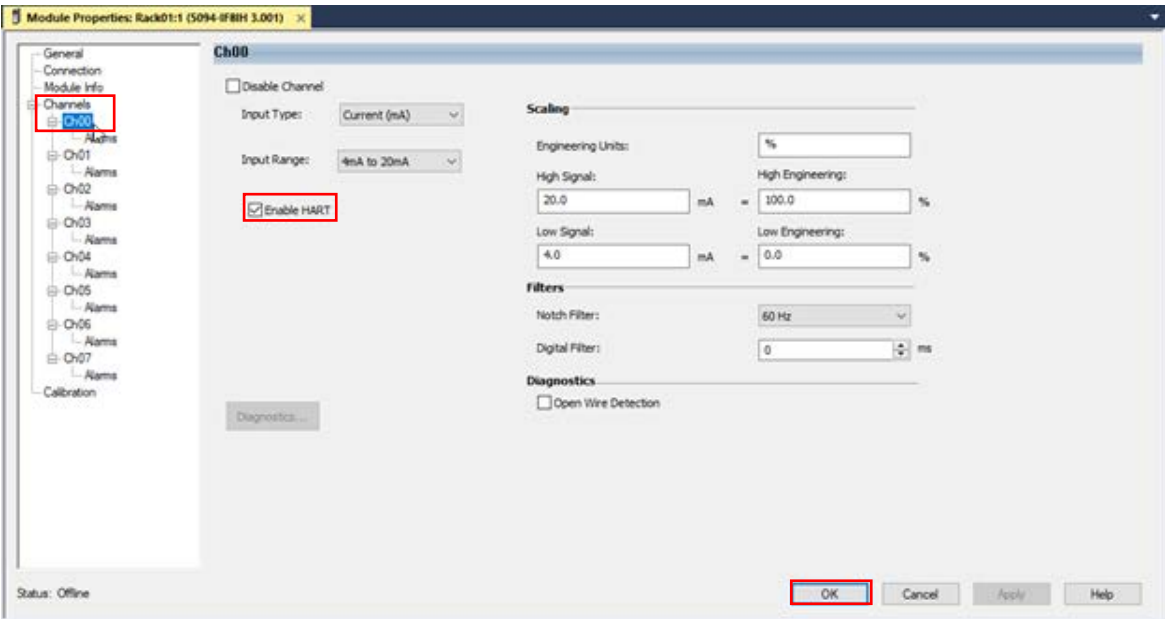 Module Properties: Rack01:1 (5094-IF8IH 3.001)
General
Connection
Module Info
Channels
Ch00
Alarms
Ch01
Alarms
Ch02
Alarms
Ch03
Alarms
Ch04
Alarms
Ch05
Alarms
Ch06
Alarms
Ch07
Alarms
Calibration
Ch00
Disable Channel
Input Type: Current (mA)
Input Range: 4mA to 20mA
Enable HART
Diagnostics...
Scaling
Engineering Units: %
High Signal: High Engineering:
20.0 mA = 100.0 %
Low Signal: Low Engineering:
4.0 mA = 0.0 %
Filters
Notch Filter: 60 Hz
Digital Filter: 0 ms
Diagnostics
Open Wire Detection
Status: Offline
OK Cancel Apply Help